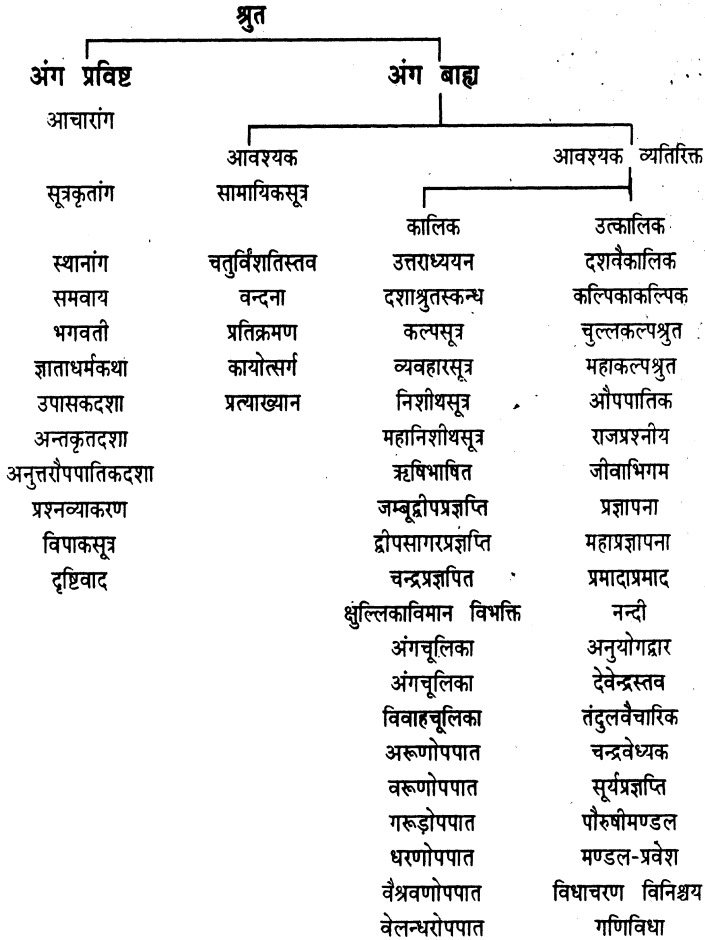 श्रुत
अंग प्रविष्ट अंग बाह्य
आचारांग
आवश्यक आवश्यक व्यतिरिक्त
सूत्रकृतांग सामायिकसूत्र
कालिक उत्कालिक
स्थानांग चतुर्विंशतिस्तव उत्तराध्ययन दशवैकालिक
समवाय वन्दना दशाश्रुतस्कन्ध कल्पिकाकल्पिक
भगवती प्रतिक्रमण कल्पसूत्र चुल्लकल्पश्रुत
ज्ञाताधर्मकथा कायोत्सर्ग व्यवहारसूत्र महाकल्पश्रुत
उपासकदशा प्रत्याख्यान निशीथसूत्र औपपातिक
अन्तकृतदशा महानिशीथसूत्र राजप्रश्नीय
अनुत्तरौपपातिकदशा ऋषिभाषित जीवाभिगम
प्रश्नव्याकरण जम्बूद्वीपप्रज्ञप्ति प्रज्ञापना
विपाकसूत्र द्वीपसागरप्रज्ञप्ति महाप्रज्ञापना
दृष्टिवाद चन्द्रप्रज्ञपित प्रमादाप्रमाद
क्षुल्लिकाविमान विभक्ति नन्दी
अंगचूलिका अनुयोगद्वार
अंगचूलिका देवेन्द्रस्तव
विवाहचूलिका तंदुलवैचारिक
अरूणोपपात चन्द्रवेध्यक
वरूणोपपात सूर्यप्रज्ञप्ति
गरूड़ोपपात पौरुषीमण्डल
धरणोपपात मण्डल-प्रवेश
वैश्रवणोपपात विधाचरण विनिश्चय
वेलन्धरोपपात गणिविधा